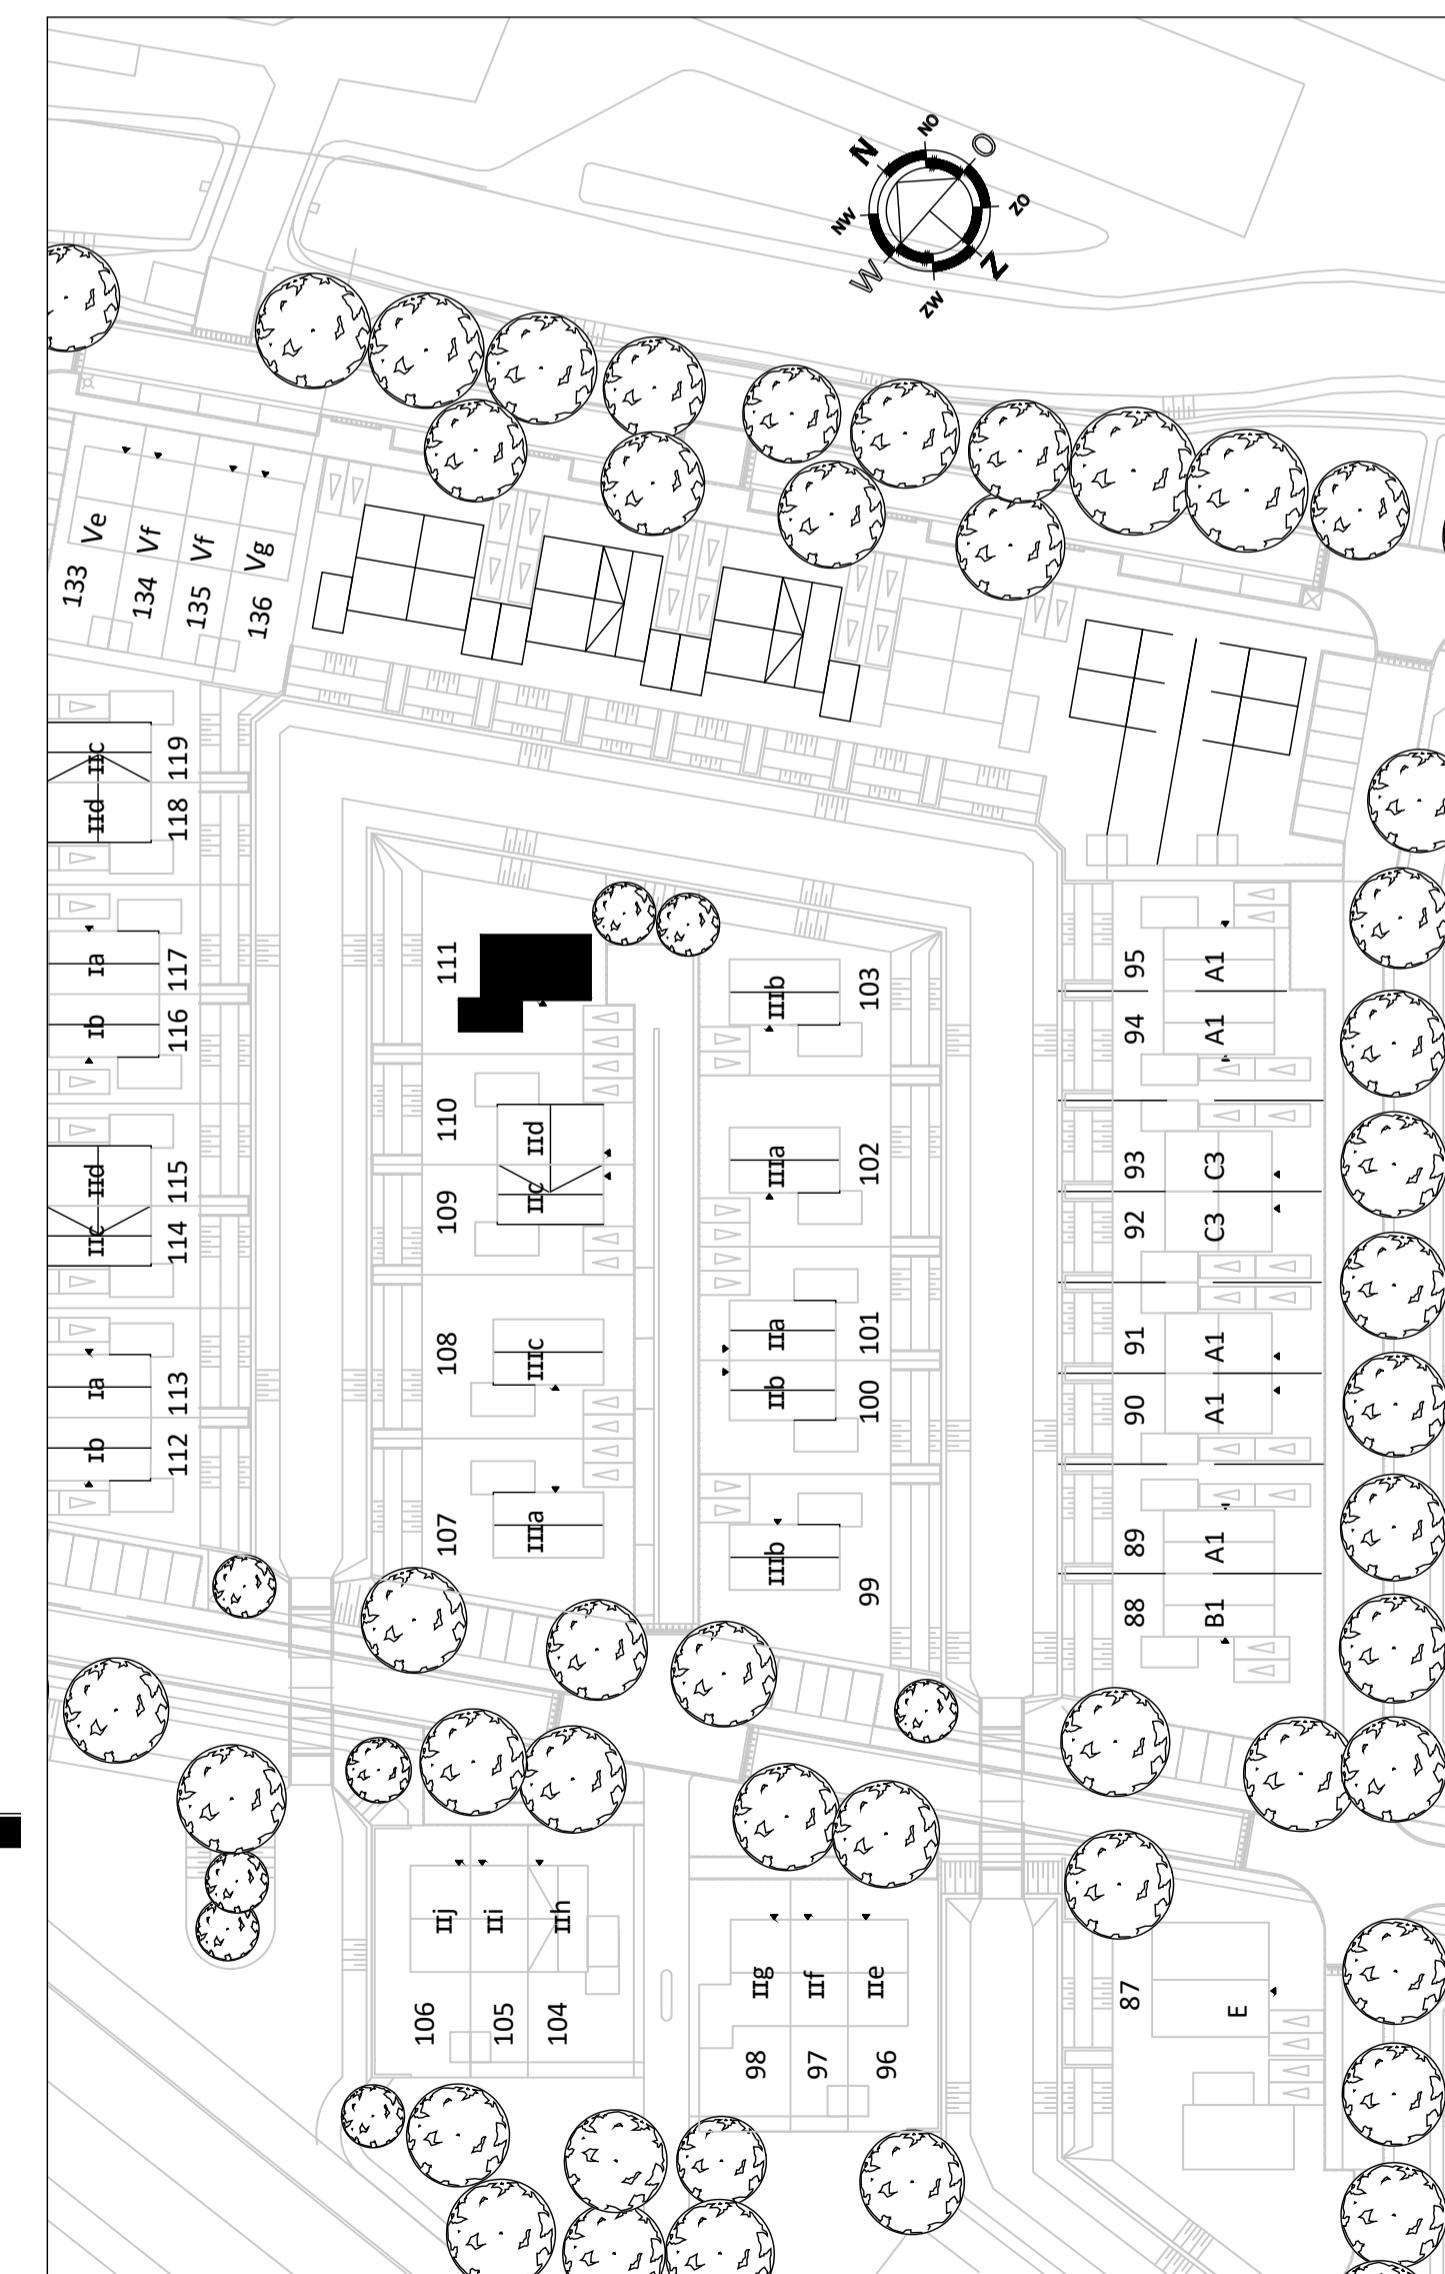 N
NO
O
ZO
Z
ZW
W
NW
133 Ve
134 Vf
135 Vf
136 Vg
119 IIc
118 IId
117 Ia
116 Ib
115 IId
114 IIc
113 Ia
112 Ib
111
110 IId
109 IIc
108 IIIc
107 IIIa
IIIb 103
IIIa 102
IIa 101
IIb 100
IIIb 99
95 A1
94 A1
93 C3
92 C3
91 A1
90 A1
89 A1
88 B1
87 E
106 IIj
105 IIi
104 IIh
98 IIg
97 IIf
96 IIe